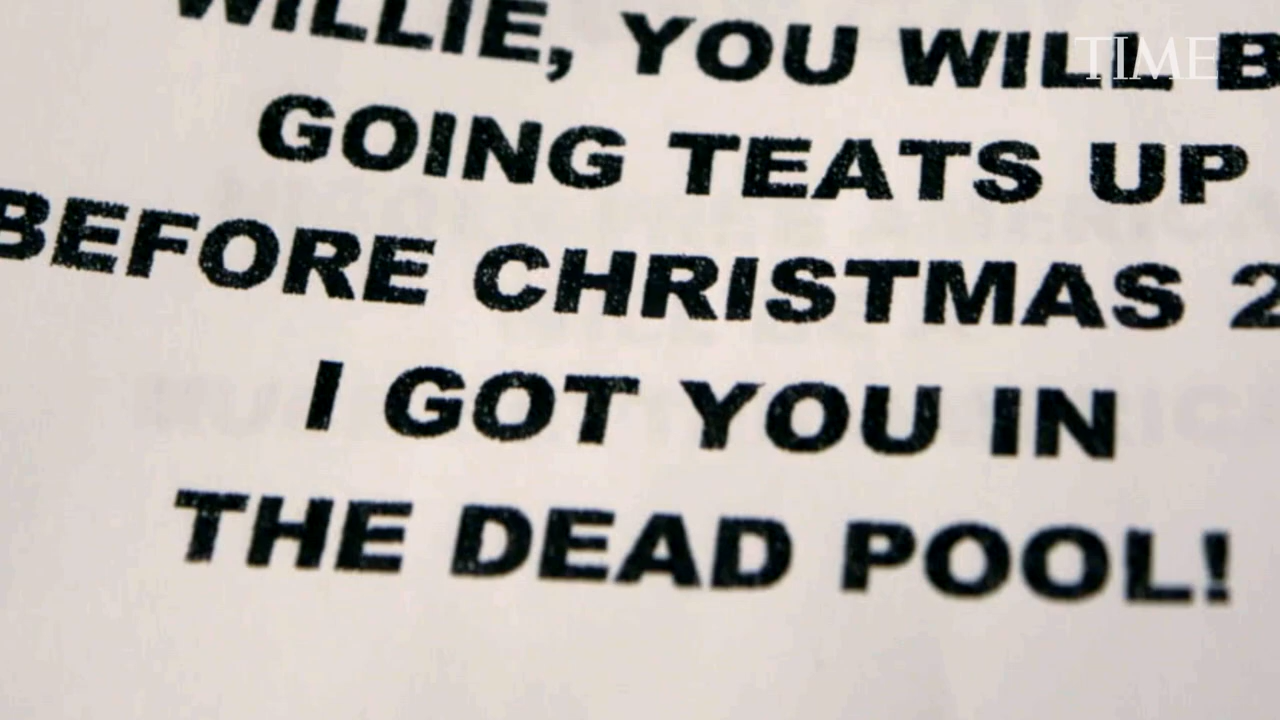 WILLIE, YOU WILL B
TIME
GOING TEATS UP
BEFORE CHRISTMAS 2
I GOT YOU IN
THE DEAD POOL!